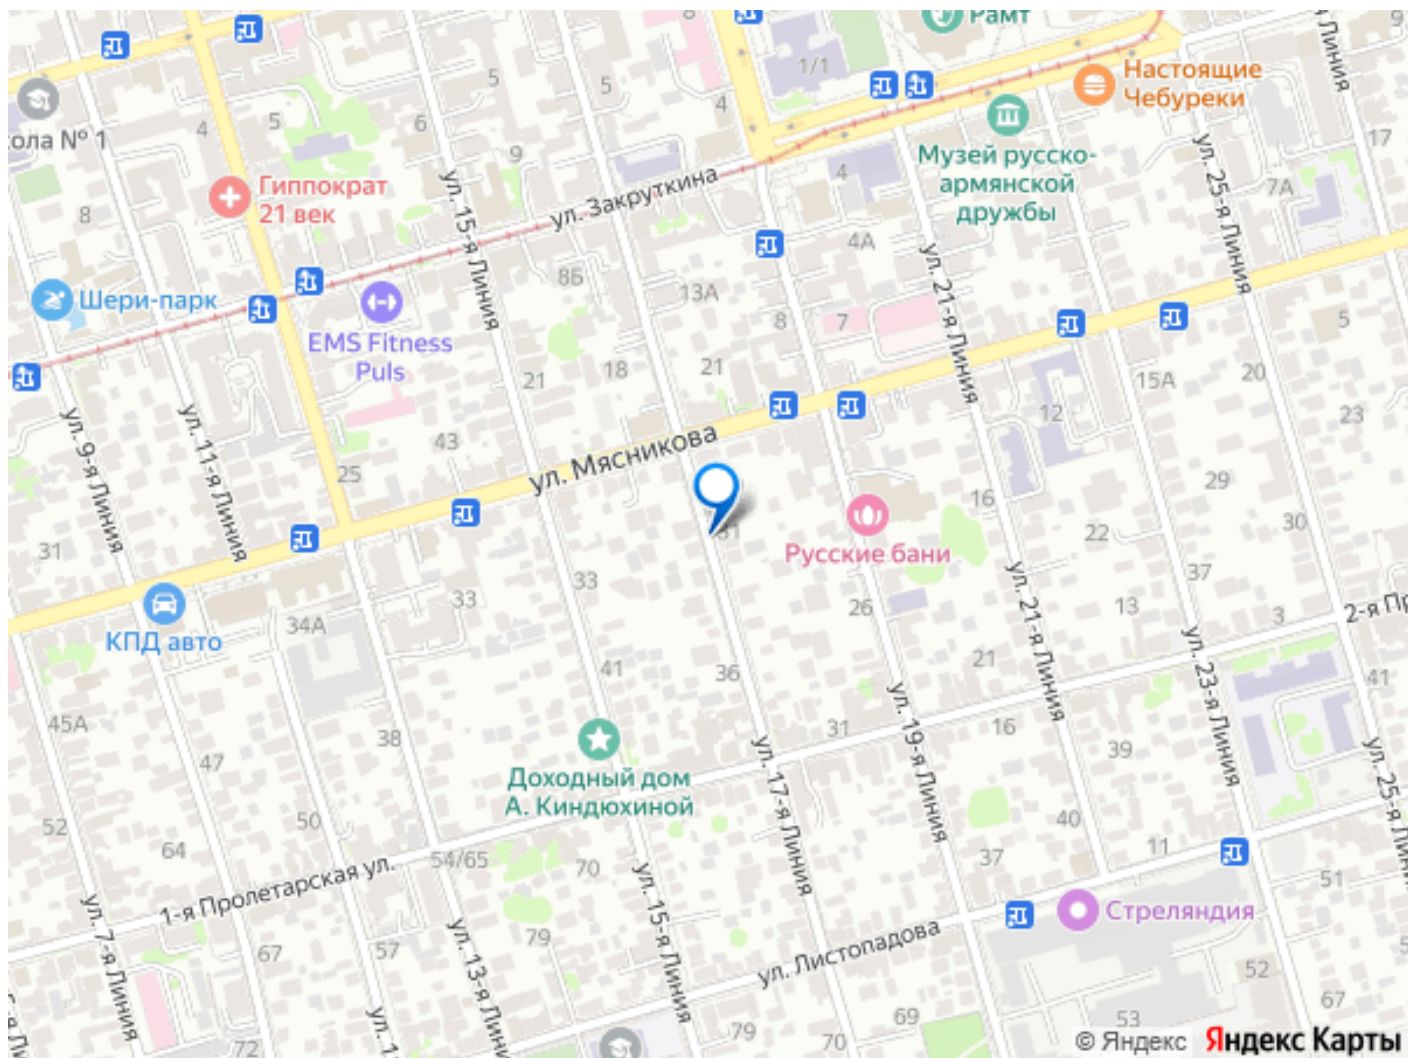 8
Рамт
9
1/1
Настоящие
Чебуреки
5
5
4
ул. 25-я Линия
17
4
5
6
9
4
Музей русско-
армянской
дружбы
7А
Гиппократ
21 век
8
ул. 15-я Линия
ул. Закруткина
4А
ул. 21-я Линия
8Б
13А
Шери-парк
8
7
5
EMS Fitness
Puls
21
18
21
15А
20
ул. 9-я Линия
ул. 11-я Линия
43
12
23
25
ул. Мясникова
29
16
30
31
22
31
Русские бани
33
37
33
26
13
3
34А
КПД авто
ул. 21-я Линия
ул. 23-я Линия
41
36
21
41
45А
47
38
31
16
39
ул. 17-я Линия
ул. 19-я Линия
ул. 25-я Линия
Доходный дом
А. Киндюхиной
52
50
40
64
54/65
70
37
11
51
1-я Пролетарская ул.
ул. 7-я Линия
ул. 15-я Линия
Стреляндия
79
67
57
ул. 13-я Лини
ул. Листопадова
52
67
72
79
69
53
© Яндекс Яндекс Карты